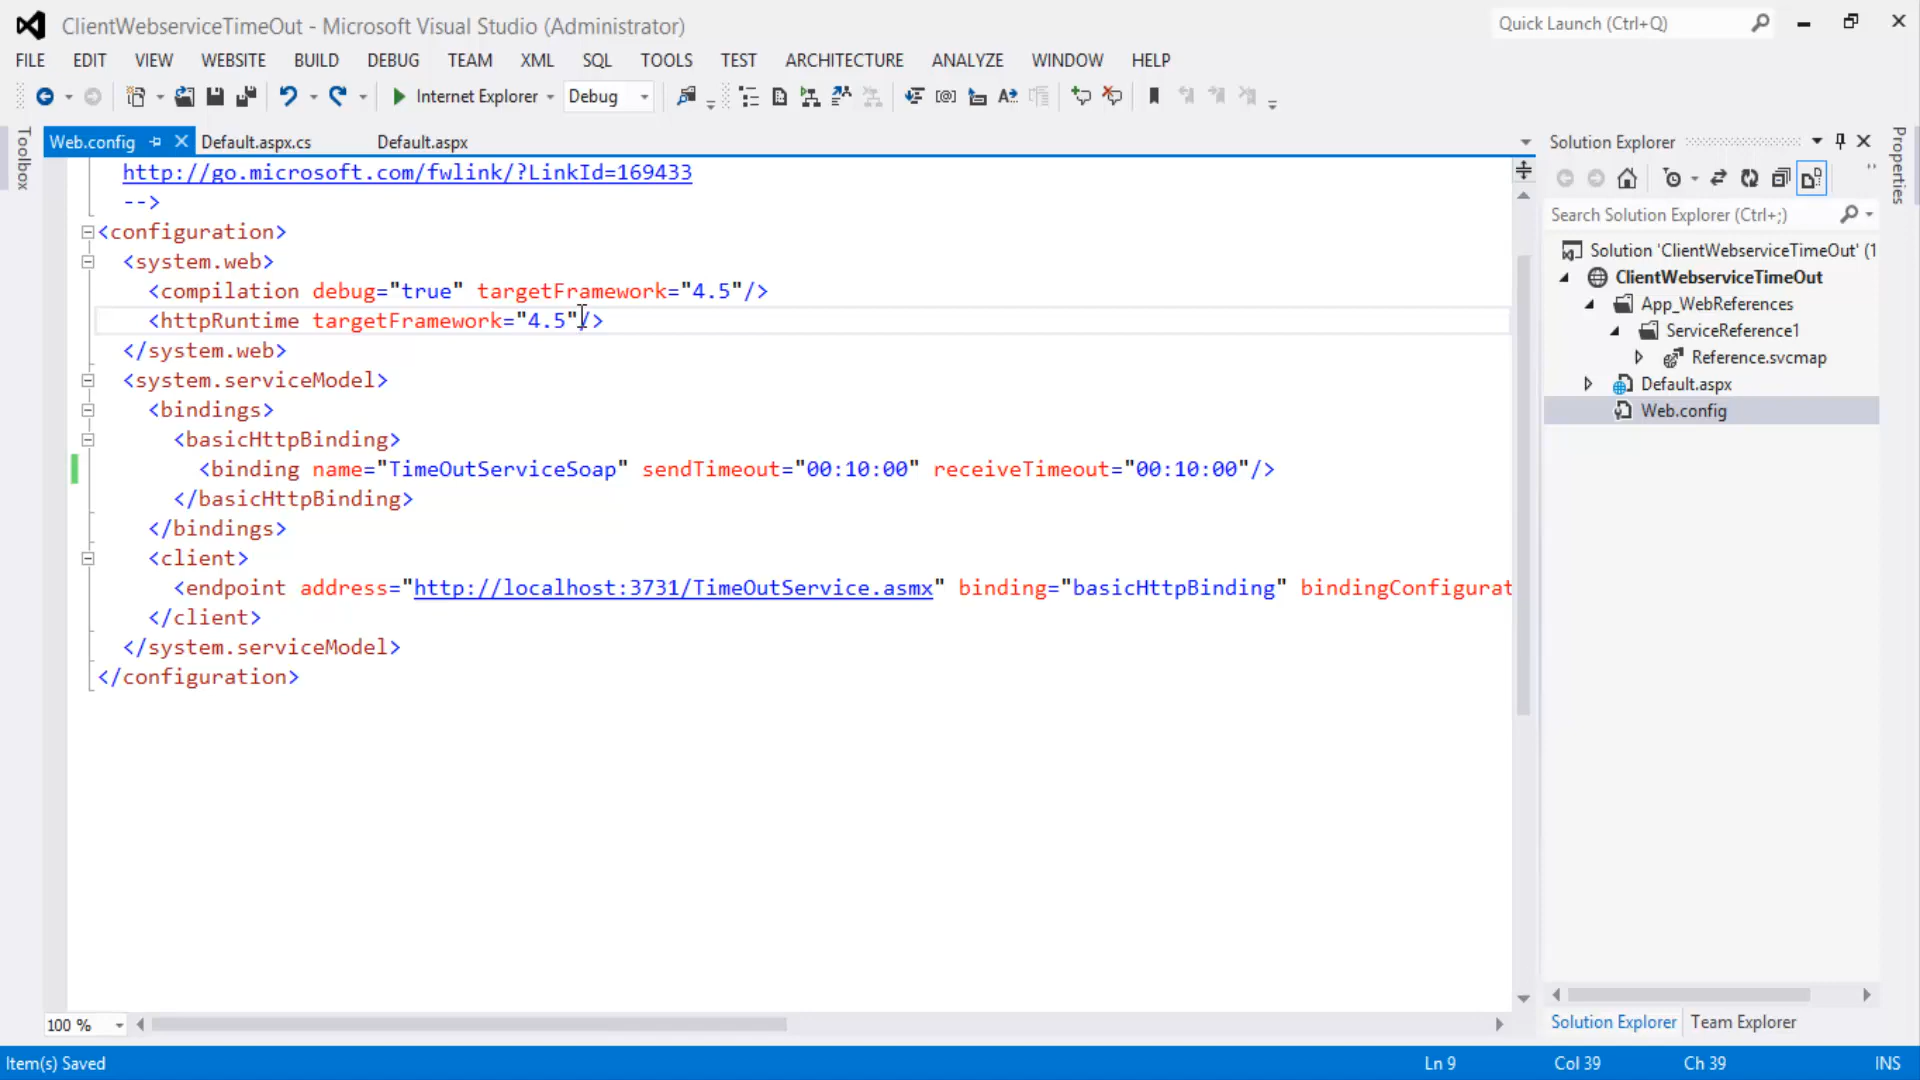 ClientWebserviceTimeOut - Microsoft Visual Studio (Administrator)
Quick Launch (Ctrl+Q)
FILE EDIT VIEW WEBSITE BUILD DEBUG TEAM XML SQL TOOLS TEST ARCHITECTURE ANALYZE WINDOW HELP
Internet Explorer Debug
Toolbox
Web.config Default.aspx.cs Default.aspx
http://go.microsoft.com/fwlink/?LinkId=169433
-->
<configuration>
<system.web>
<compilation debug="true" targetFramework="4.5"/>
<httpRuntime targetFramework="4.5"/>
</system.web>
<system.serviceModel>
<bindings>
<basicHttpBinding>
<binding name="TimeOutServiceSoap" sendTimeout="00:10:00" receiveTimeout="00:10:00"/>
</basicHttpBinding>
</bindings>
<client>
<endpoint address="http://localhost:3731/TimeOutService.asmx" binding="basicHttpBinding" bindingConfigurat
</client>
</system.serviceModel>
</configuration>
100 %
Solution Explorer
Search Solution Explorer (Ctrl+;)
Solution 'ClientWebserviceTimeOut' (1
ClientWebserviceTimeOut
App_WebReferences
ServiceReference1
Reference.svcmap
Default.aspx
Web.config
Solution Explorer Team Explorer
Properties
Item(s) Saved Ln 9 Col 39 Ch 39 INS